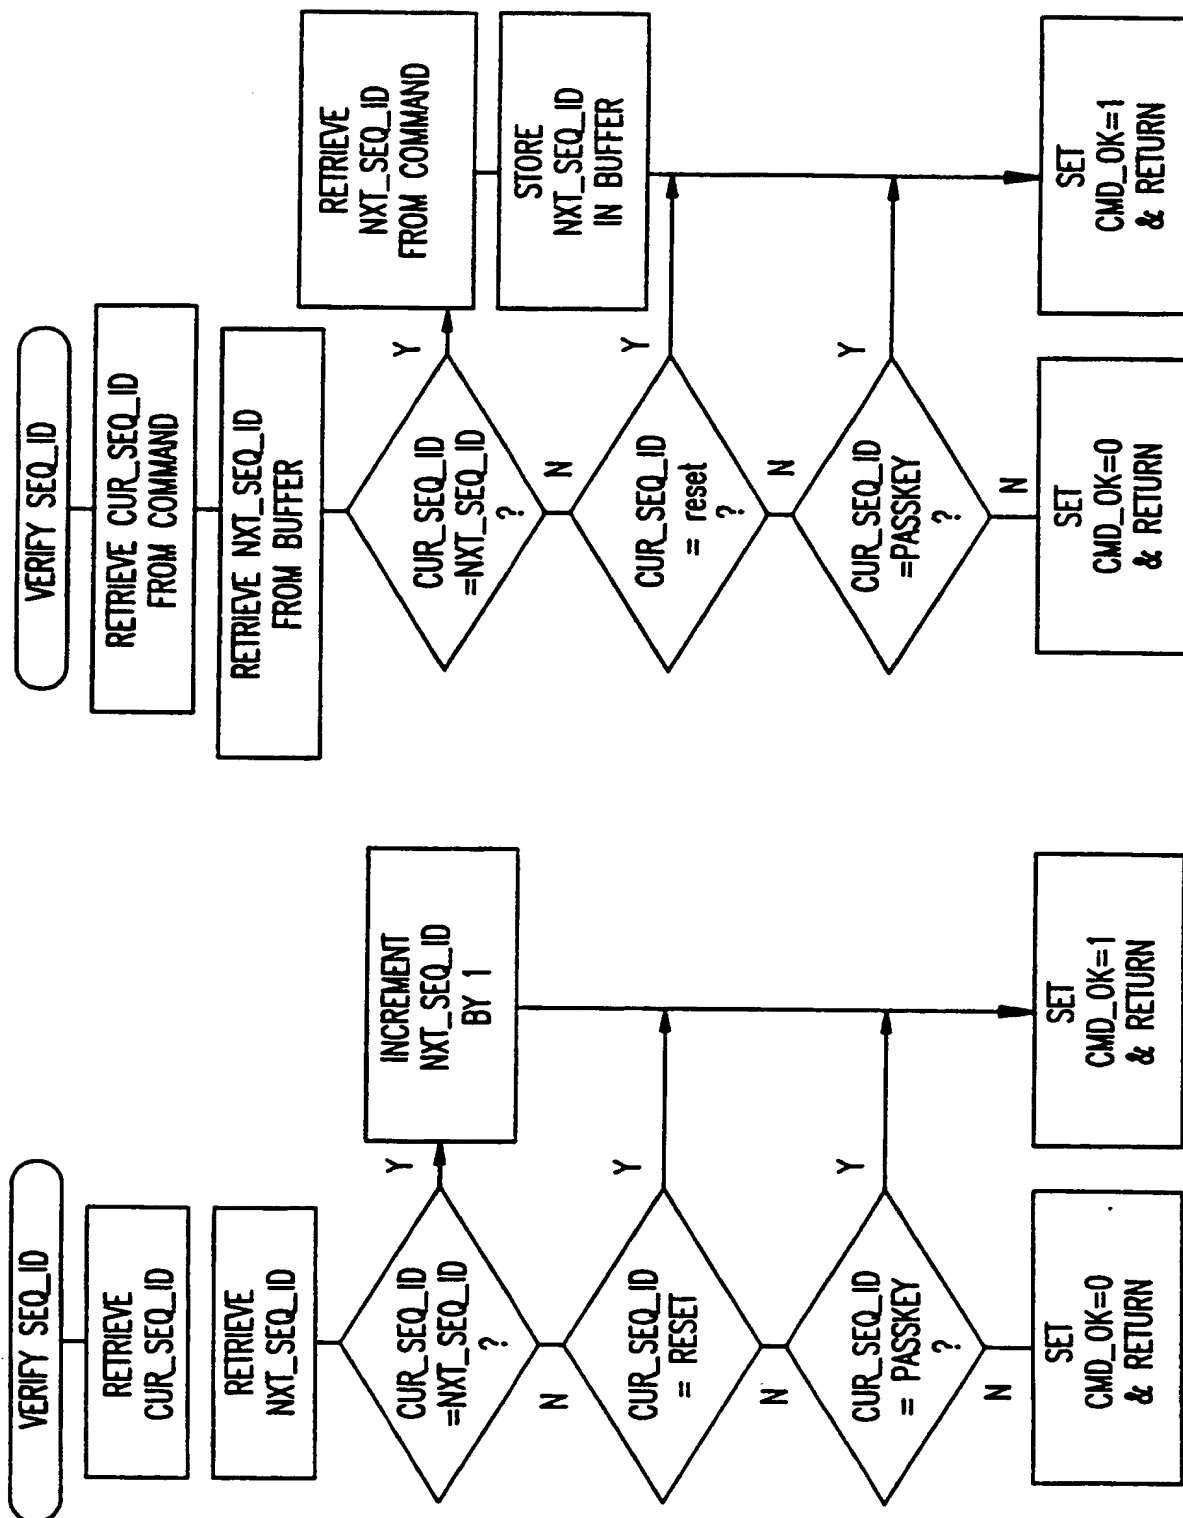 VERIFY SEQ_ID
RETRIEVE
CUR_SEQ_ID
RETRIEVE
NXT_SEQ_ID
CUR_SEQ_ID
=NXT_SEQ_ID
?
Y
INCREMENT
NXT_SEQ_ID
BY 1
N
CUR_SEQ_ID
= RESET
Y
N
CUR_SEQ_ID
= PASSKEY
?
Y
N
SET
CMD_OK=0
& RETURN
SET
CMD_OK=1
& RETURN
VERIFY SEQ_ID
RETRIEVE CUR_SEQ_ID
FROM COMMAND
RETRIEVE NXT_SEQ_ID
FROM BUFFER
CUR_SEQ_ID
=NXT_SEQ_ID
?
Y
RETRIEVE
NXT_SEQ_ID
FROM COMMAND
STORE
NXT_SEQ_ID
IN BUFFER
N
CUR_SEQ_ID
= reset
?
Y
N
CUR_SEQ_ID
=PASSKEY
?
Y
N
SET
CMD_OK=0
& RETURN
SET
CMD_OK=1
& RETURN